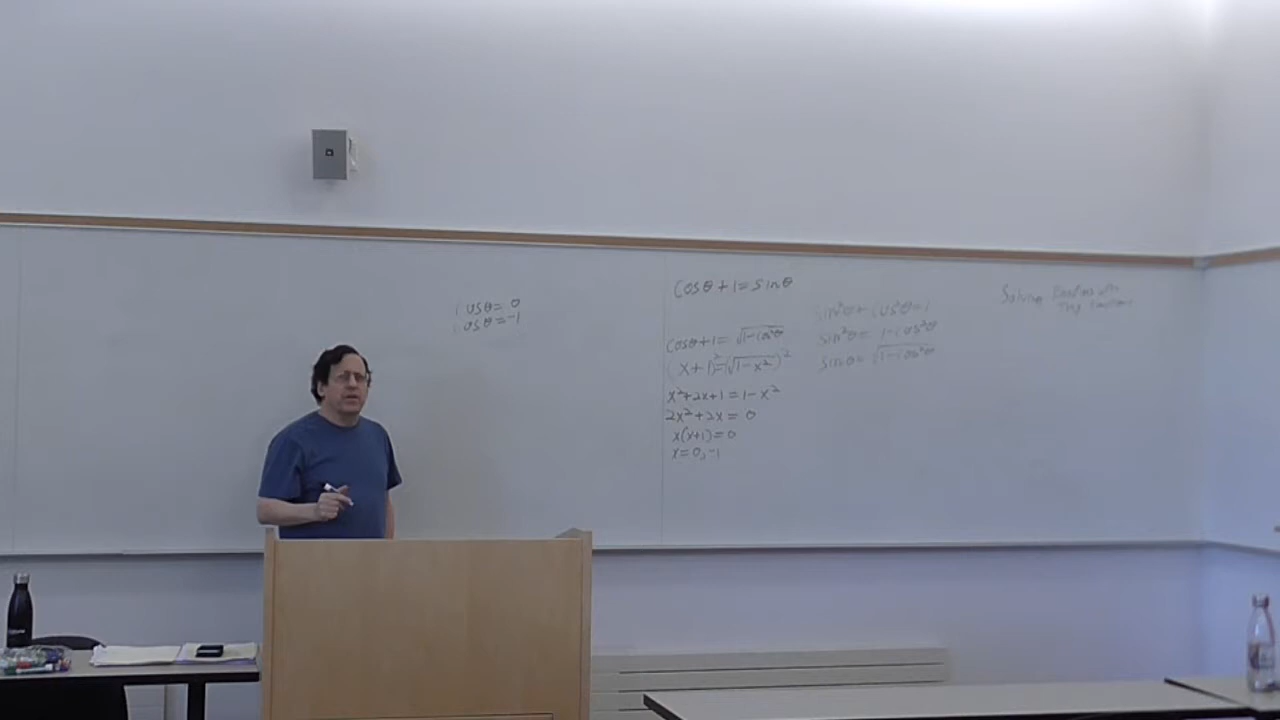 Cosθ = 0
Cosθ = -1
Cosθ + 1 = Sinθ
Cosθ + 1 = √1-Cos²θ
(x+1)² = (√1-x²)²
x²+2x+1 = 1-x²
2x²+2x = 0
x(x+1) = 0
x = 0, -1
Sin²θ + Cos²θ = 1
Sin²θ = 1-Cos²θ
Sinθ = √1-Cos²θ
Solving
Trig